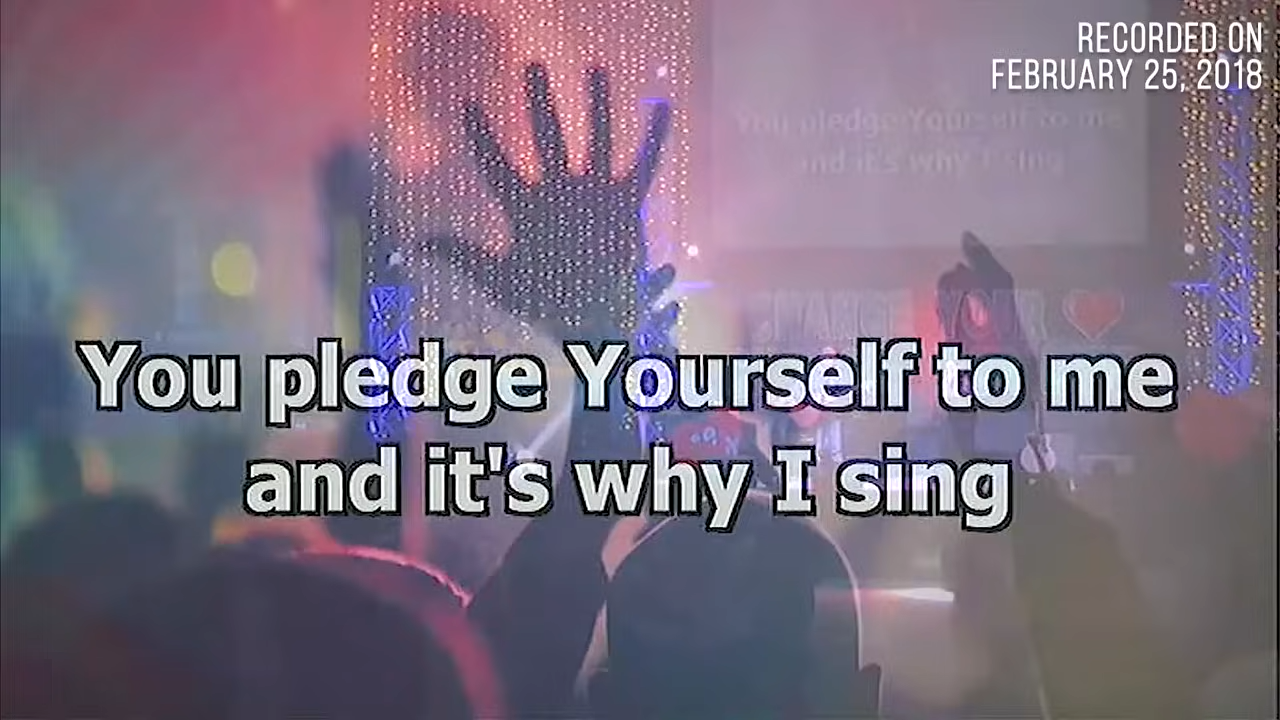 RECORDED ON
FEBRUARY 25, 2018
You pledge Yourself to me
and it's why I sing
You pledge Yourself to me
and it's why I sing
YOUR